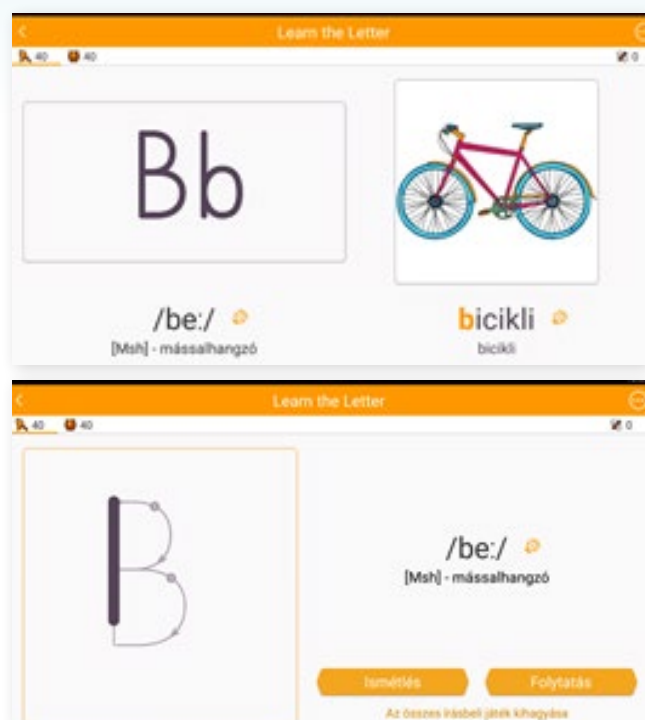 Learn the Letter
40 40 0
Bb
/be:/
[Msh] - mássalhangzó
bicikli
bicikli
Learn the Letter
40 40 0
B
/be:/
[Msh] - mássalhangzó
Ismétlés Folytatás
Az összes írásbeli játék kihagyása